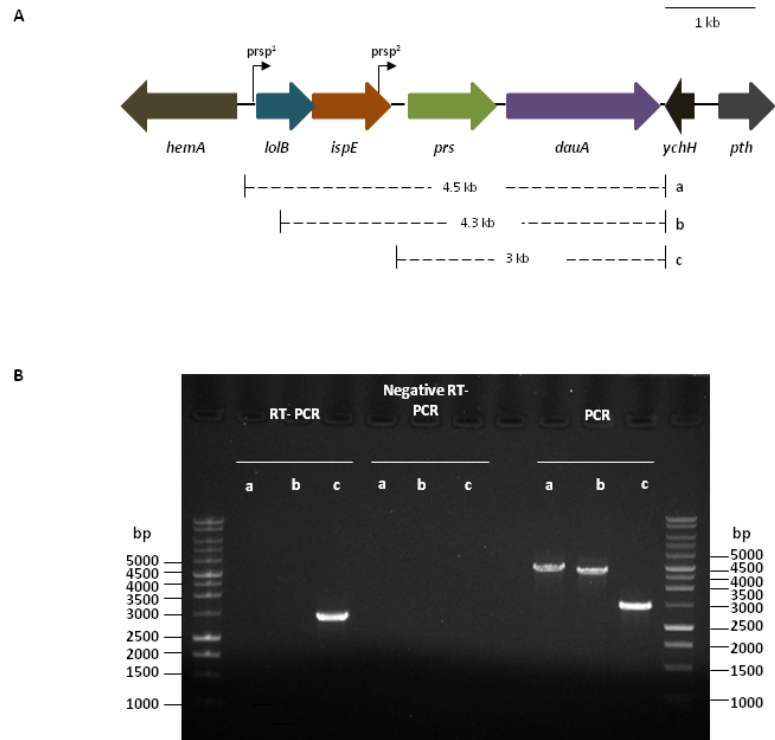 A
1 kb
prsp¹
prsp²
hemA
lolB
ispE
prs
dauA
ychH
pth
4.5 kb
a
4.3 kb
b
3 kb
c
B
RT- PCR
Negative RT-
PCR
PCR
a b c
a b c
a b c
bp
5000
4500
4000
3500
3000
2500
2000
1500
1000
bp
5000
4500
4000
3500
3000
2500
2000
1500
1000